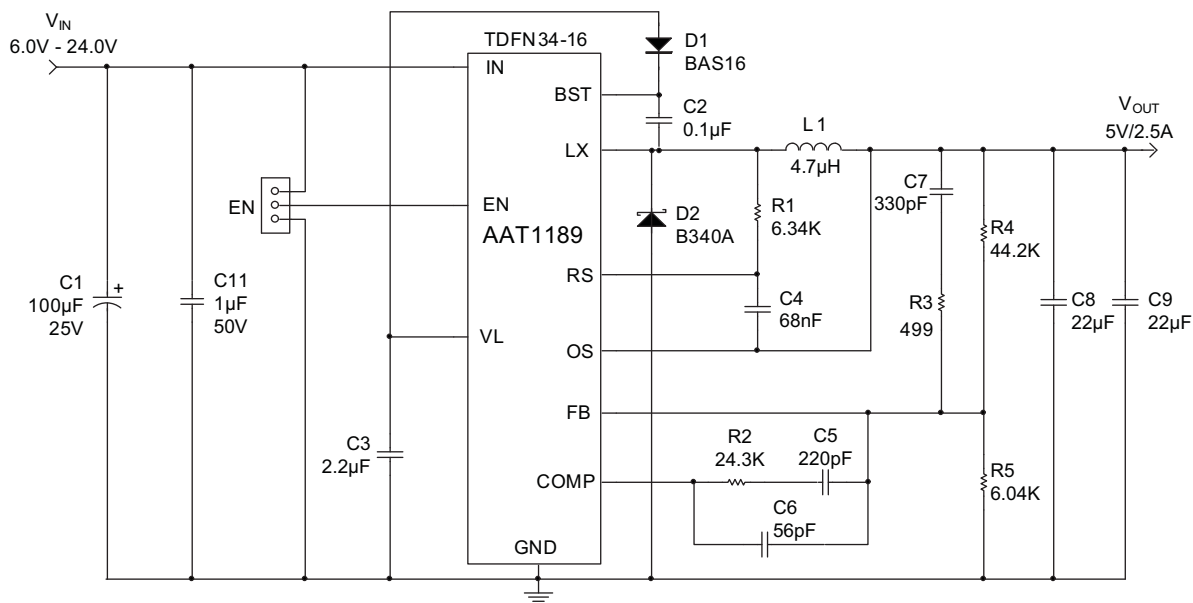 VIN
6.0V - 24.0V
TDFN34-16
D1
BAS16
IN
BST
C2
0.1µF
VOUT
5V/2.5A
LX
L1
4.7µH
C7
330pF
EN
EN
AAT1189
D2
B340A
R1
6.34K
R4
44.2K
RS
C1
100µF
25V
+
C11
1µF
50V
C4
68nF
R3
499
C8
22µF
C9
22µF
VL
OS
FB
C3
2.2µF
R2
24.3K
C5
220pF
COMP
R5
6.04K
C6
56pF
GND